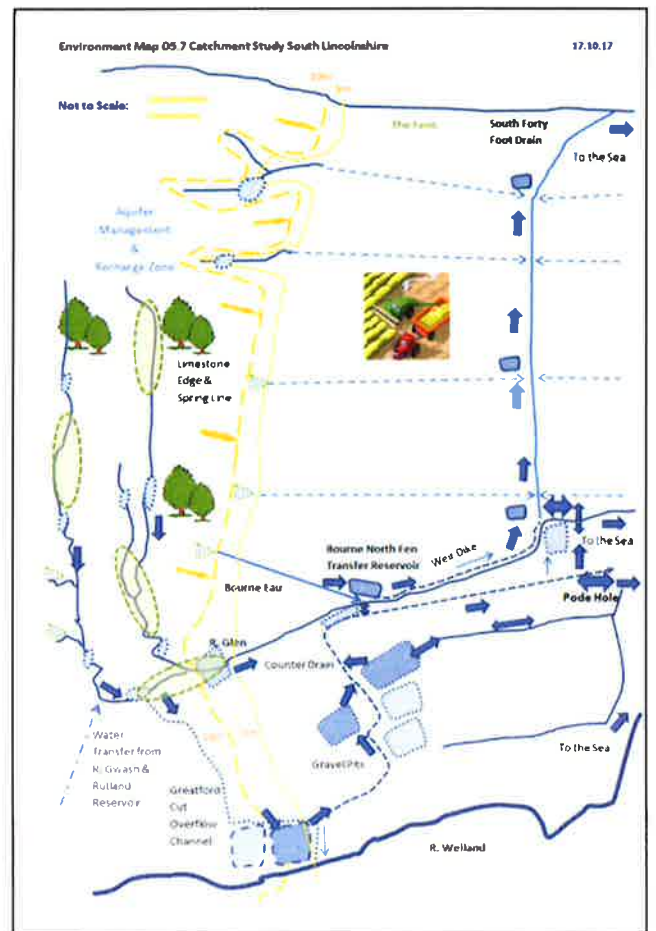 Environment Map 05.7 Catchment Study South Lincolnshire
17.10.17
Not to Scale:
The Fens
South Forty
Foot Drain
To the Sea
Aquifer
Management
&
Recharge Zone
Limestone
Edge &
Spring Line
Bourne North Fen
Transfer Reservoir
West Dike
To the Sea
Bourne Eau
Pode Hole
R. Glen
Counter Drain
Water
Transfer from
R. Gwash &
Rutland
Reservoir
Gravel Pits
To the Sea
Greatford
Cut
Overflow
Channel
R. Welland